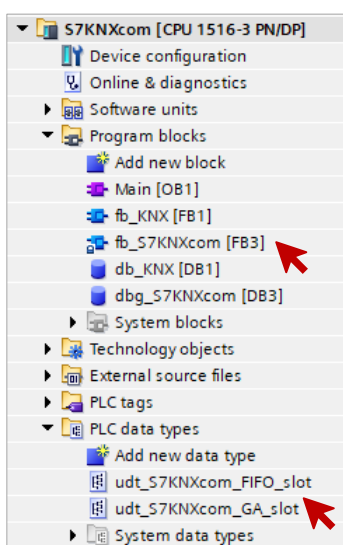 S7KNXcom [CPU 1516-3 PN/DP]
Device configuration
Online & diagnostics
Software units
Program blocks
Add new block
Main [OB1]
fb_KNX [FB1]
fb_S7KNXcom [FB3]
db_KNX [DB1]
dbg_S7KNXcom [DB3]
System blocks
Technology objects
External source files
PLC tags
PLC data types
Add new data type
udt_S7KNXcom_FIFO_slot
udt_S7KNXcom_GA_slot
System data types